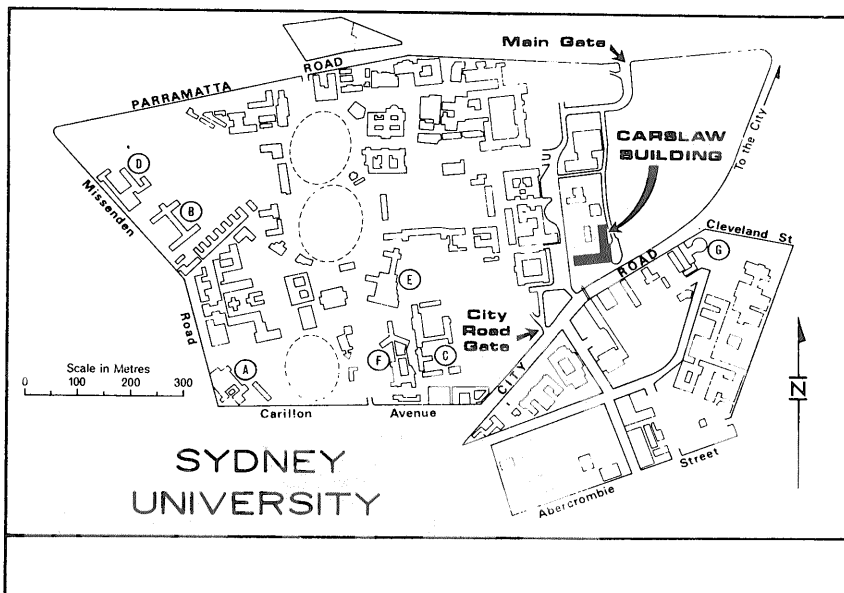 Main Gate
PARRAMATTA ROAD
CARSLAW
BUILDING
To the City
D
Missenden Road
B
Cleveland St
G
CITY ROAD
E
City
Road
Gate
Scale in Metres
0 100 200 300
A
F
C
N
Carillon Avenue
SYDNEY
UNIVERSITY
Abercrombie Street